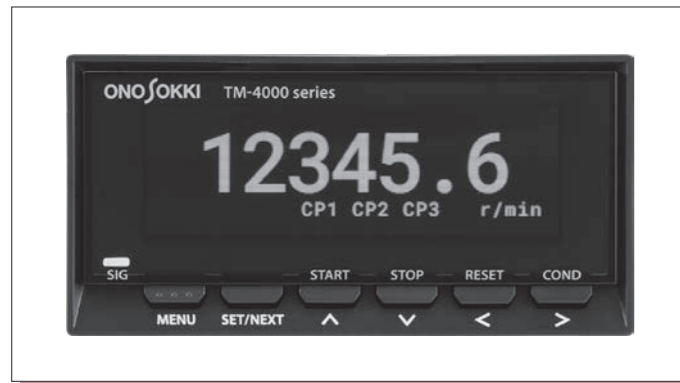 ONO SOKKI TM-4000 series
12345.6
CP1 CP2 CP3 r/min
SIG START STOP RESET COND
MENU SET/NEXT ∧ ∨ < >